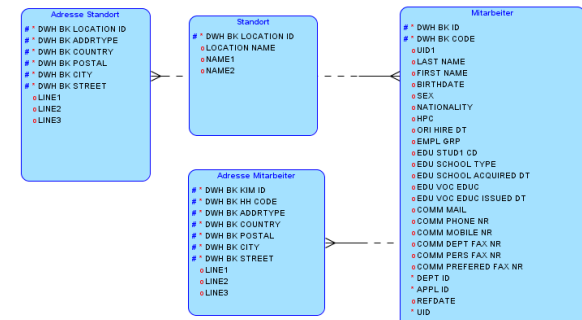 Adresse Standort
# * DWH BK LOCATION ID
# * DWH BK ADDRTYPE
# * DWH BK COUNTRY
# * DWH BK POSTAL
# * DWH BK CITY
# * DWH BK STREET
o LINE1
o LINE2
o LINE3
Standort
# * DWH BK LOCATION ID
o LOCATION NAME
o NAME1
o NAME2
Adresse Mitarbeiter
# * DWH BK KIM ID
# * DWH BK HH CODE
# * DWH BK ADDRTYPE
# * DWH BK COUNTRY
# * DWH BK POSTAL
# * DWH BK CITY
# * DWH BK STREET
o LINE1
o LINE2
o LINE3
Mitarbeiter
# * DWH BK ID
# * DWH BK CODE
o UID1
o LAST NAME
o FIRST NAME
o BIRTHDATE
o SEX
o NATIONALITY
o HPC
o ORI HIRE DT
o EMPL GRP
o EDU STUD1 CD
o EDU SCHOOL TYPE
o EDU SCHOOL ACQUIRED DT
o EDU VOC EDUC
o EDU VOC EDUC ISSUED DT
o COMM MAIL
o COMM PHONE NR
o COMM MOBILE NR
o COMM DEPT FAX NR
o COMM PERS FAX NR
o COMM PREFERED FAX NR
* DEPT ID
* APPL ID
o REFDATE
* UID